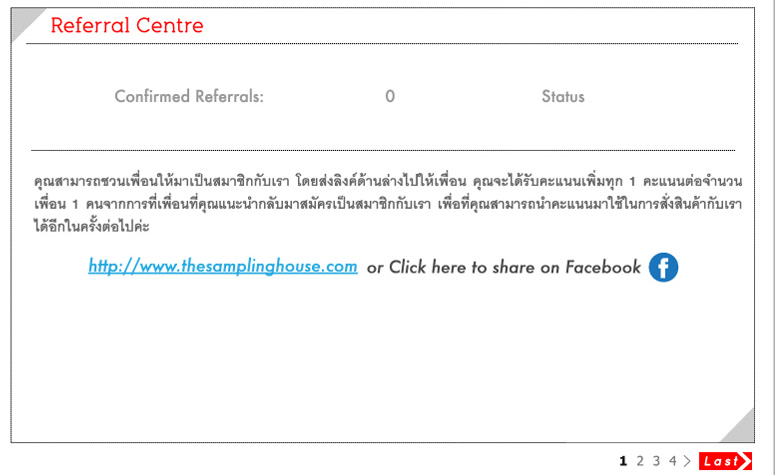 Referral Centre
Confirmed Referrals: 0 Status
คุณสามารถชวนเพื่อนให้มาเป็นสมาชิกกับเรา โดยส่งลิงค์ด้านล่างไปให้เพื่อน คุณจะได้รับคะแนนเพิ่มทุก 1 คะแนนต่อจำนวน
เพื่อน 1 คนจากการที่เพื่อนที่คุณแนะนำกลับมาสมัครเป็นสมาชิกกับเรา เพื่อที่คุณสามารถนำคะแนนมาใช้ในการสั่งสินค้ากับเรา
ได้อีกในครั้งต่อไปค่ะ
http://www.thesamplinghouse.com or Click here to share on Facebook f
1 2 3 4 > Last